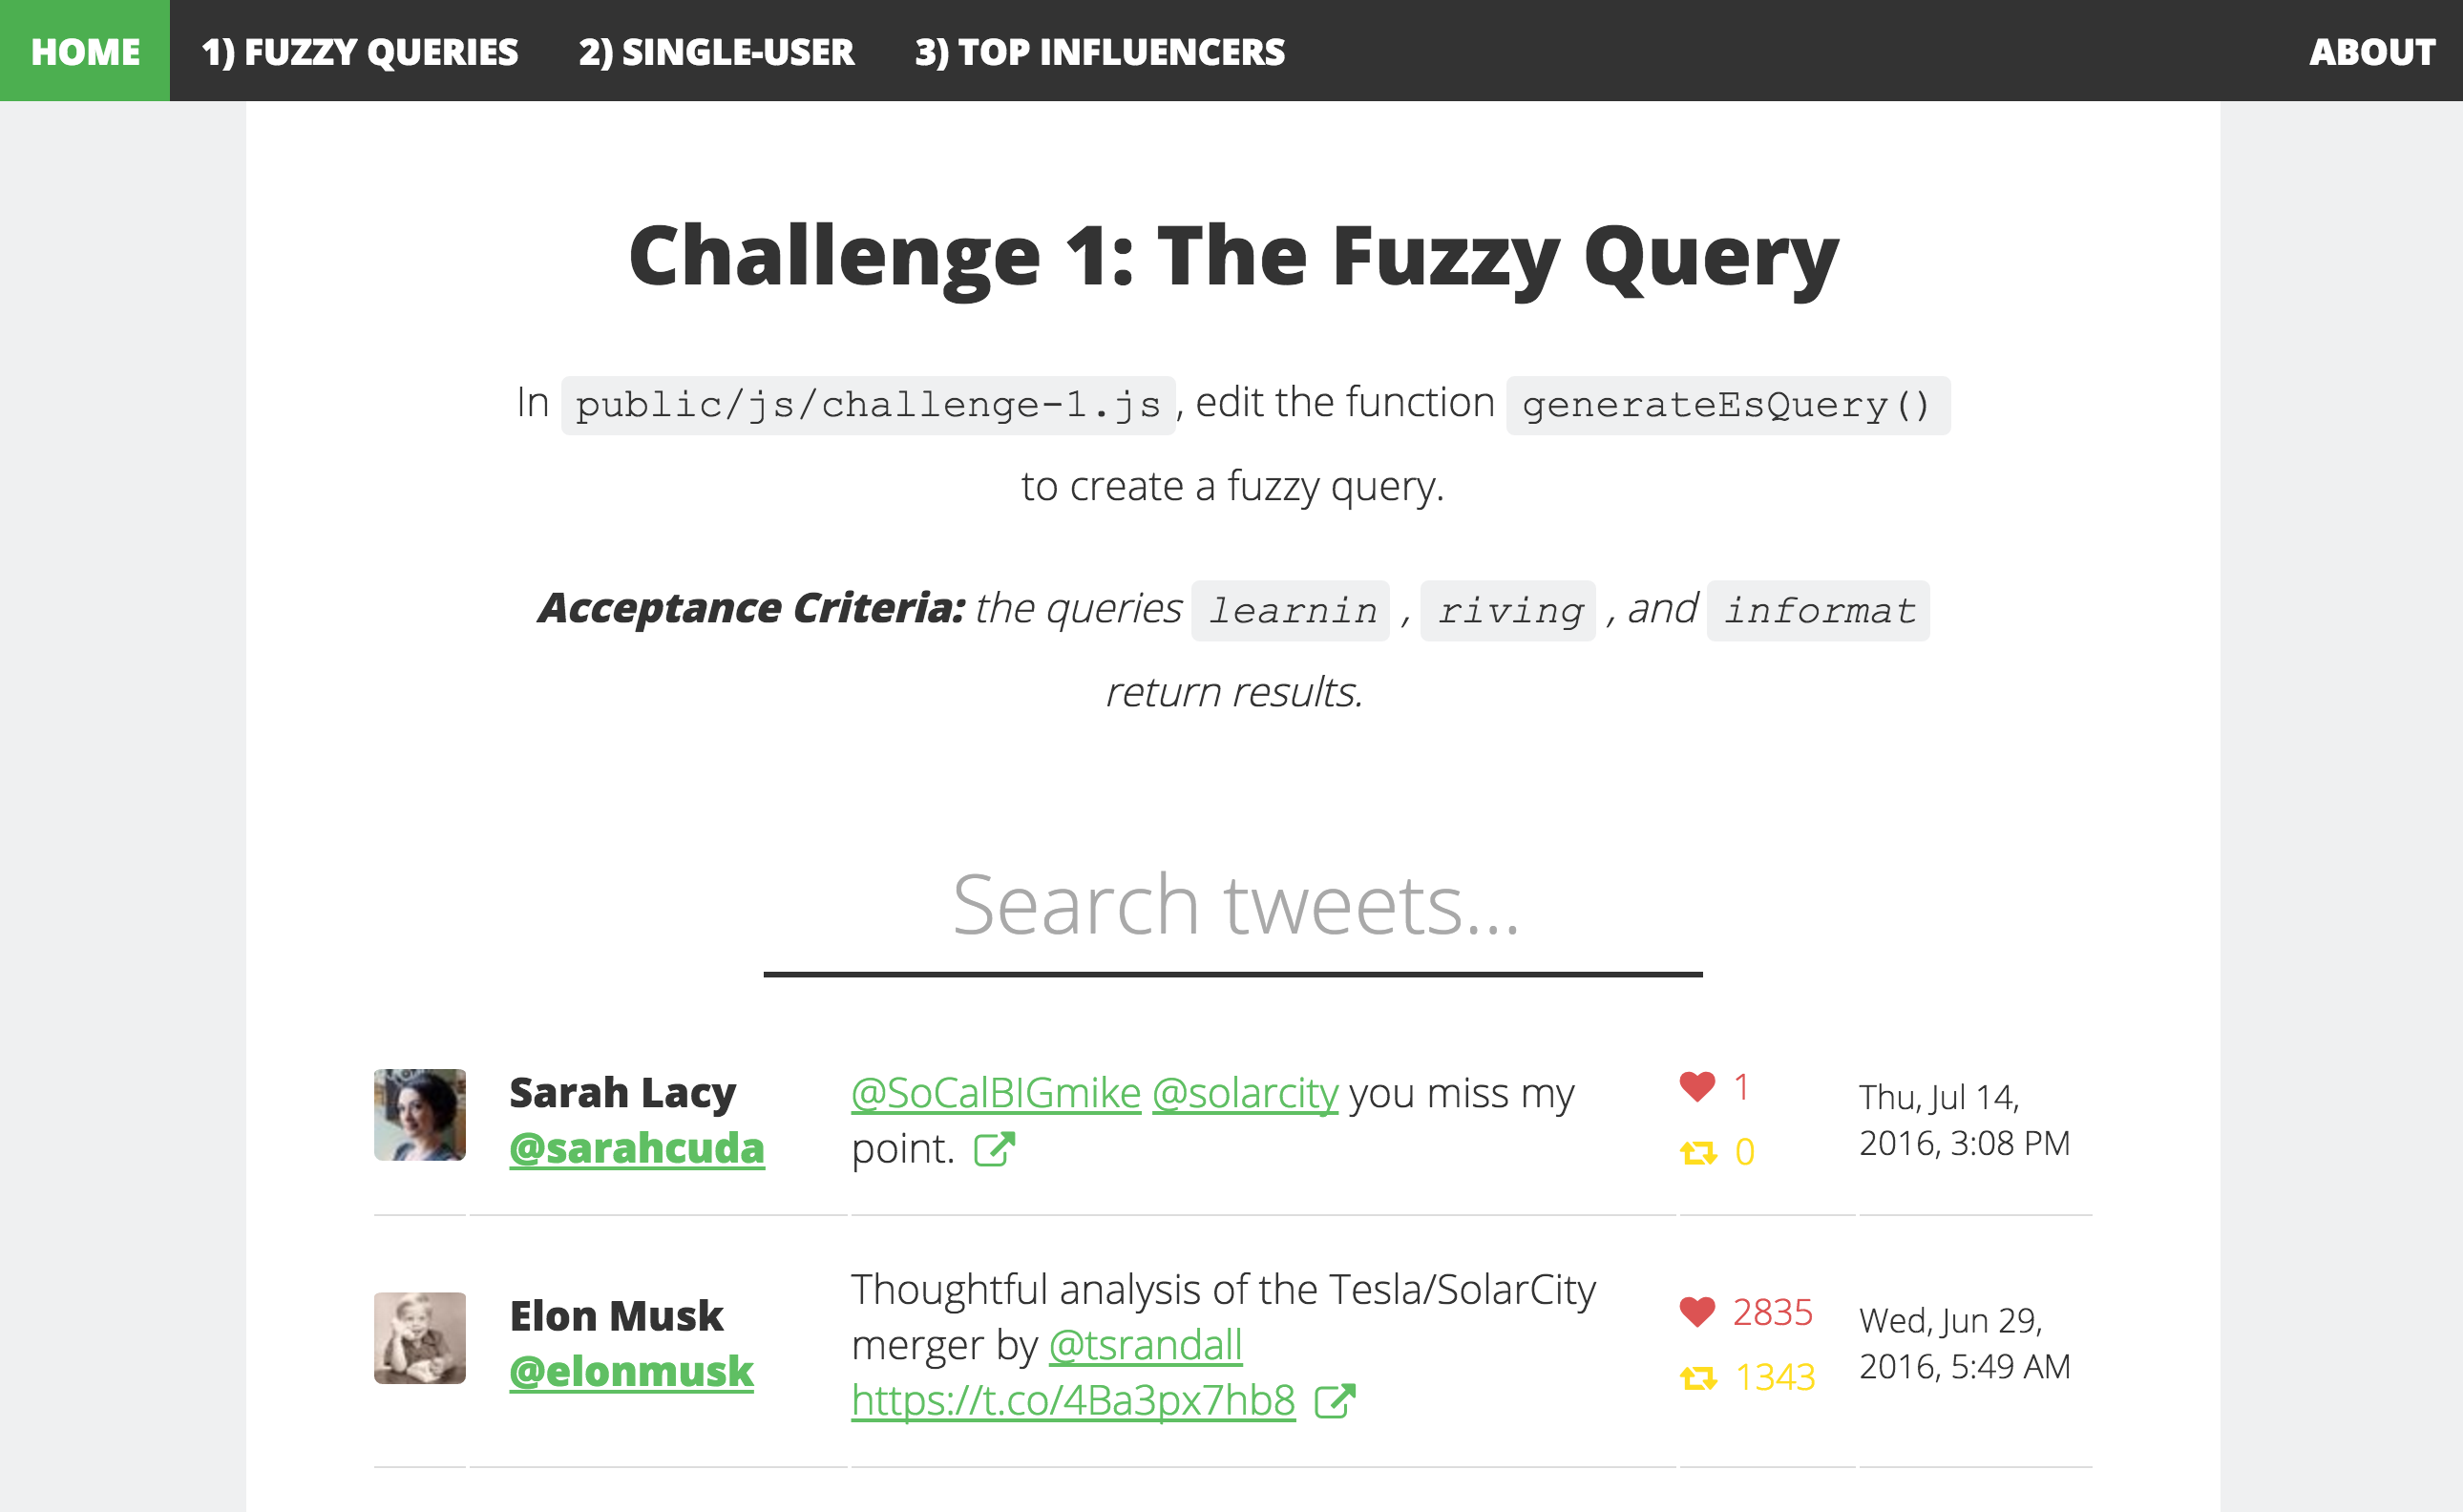 HOME 1) FUZZY QUERIES 2) SINGLE-USER 3) TOP INFLUENCERS ABOUT
Challenge 1: The Fuzzy Query
In public/js/challenge-1.js, edit the function generateEsQuery()
to create a fuzzy query.
Acceptance Criteria: the queries learnin , riving , and informat
return results.
Search tweets...
Sarah Lacy
@sarahcuda
@SoCalBIGmike @solarcity you miss my
point.
1
0
Thu, Jul 14,
2016, 3:08 PM
Elon Musk
@elonmusk
Thoughtful analysis of the Tesla/SolarCity
merger by @tsrandall
https://t.co/4Ba3px7hb8
2835
1343
Wed, Jun 29,
2016, 5:49 AM